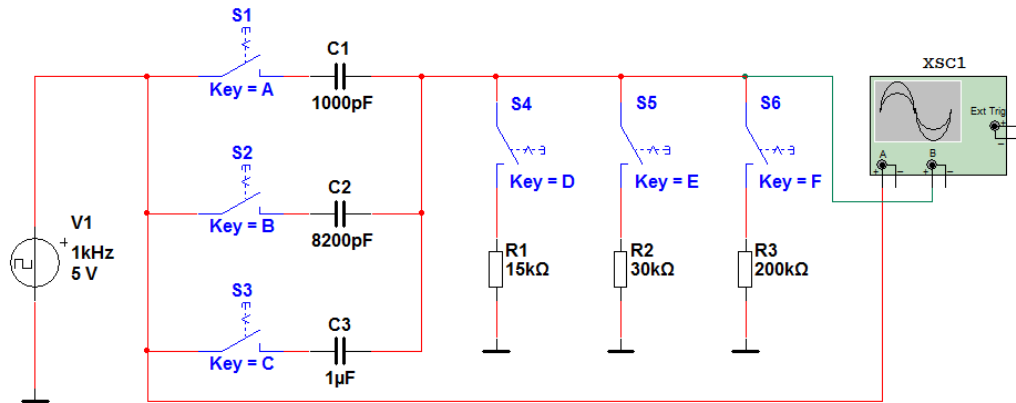 S1
Key = A
C1
1000pF
S2
Key = B
C2
8200pF
S3
Key = C
C3
1µF
V1
1kHz
5 V
+
S4
Key = D
S5
Key = E
S6
Key = F
R1
15kΩ
R2
30kΩ
R3
200kΩ
xsc1
Ext Trig
+
–
A
B
+ – + –